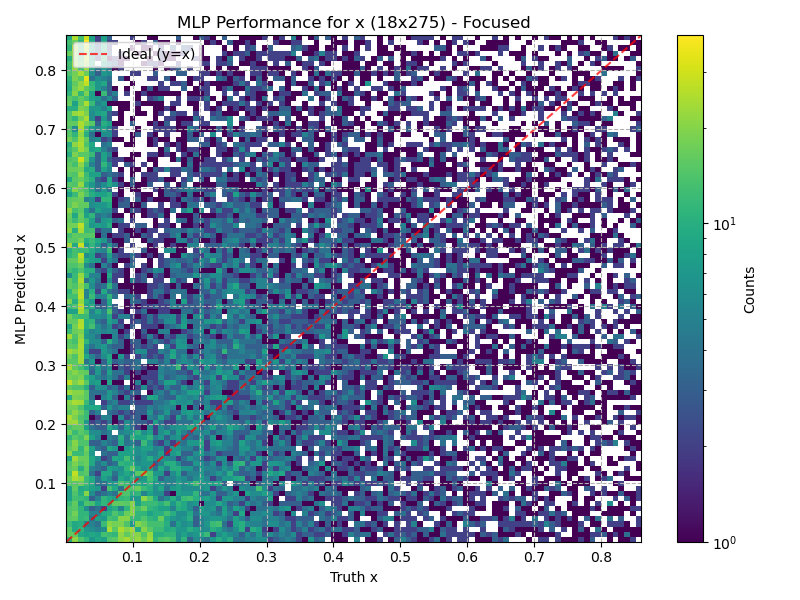 MLP Performance for x (18x275) - Focused
Ideal (y=x)
MLP Predicted x
0.8
0.7
0.6
0.5
0.4
0.3
0.2
0.1
0.1 0.2 0.3 0.4 0.5 0.6 0.7 0.8
Truth x
10¹
10⁰
Counts